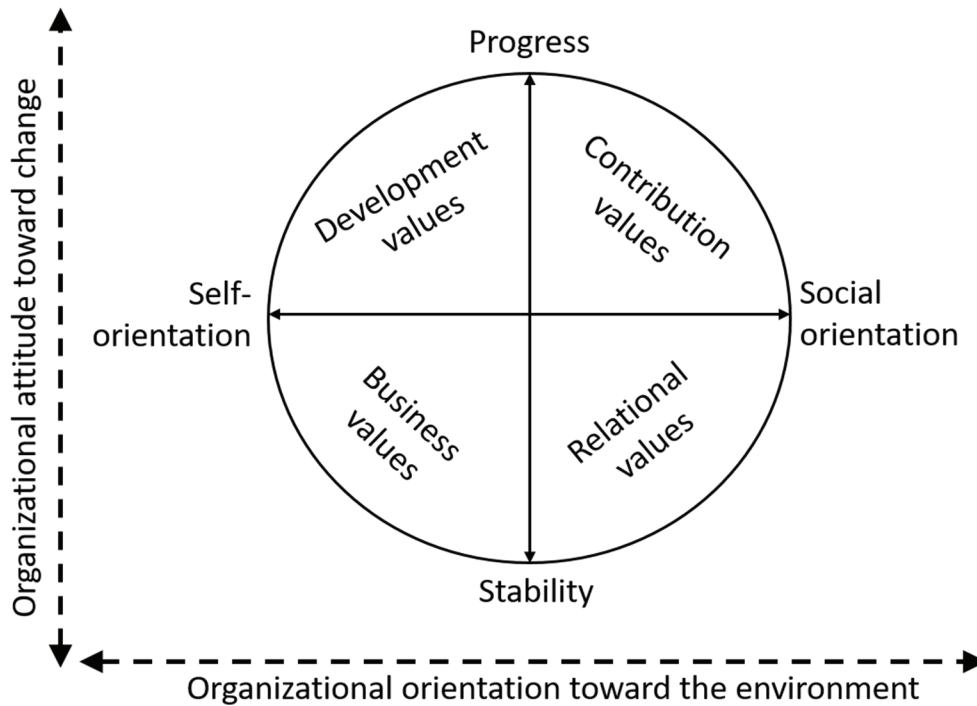 Progress
Organizational attitude toward change
Development
values
Contribution
values
Self-
orientation
Social
orientation
Business
values
Relational
values
Stability
Organizational orientation toward the environment